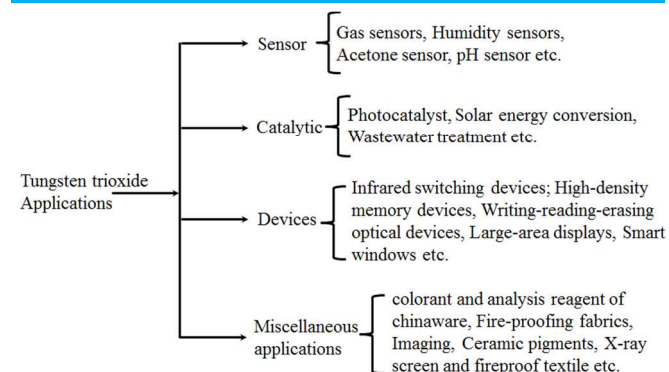 Sensor
Gas sensors, Humidity sensors,
Acetone sensor, pH sensor etc.
Catalytic
Photocatalyst, Solar energy conversion,
Wastewater treatment etc.
Tungsten trioxide
Applications
Devices
Infrared switching devices; High-density
memory devices, Writing-reading-erasing
optical devices, Large-area displays, Smart
windows etc.
Miscellaneous
applications
colorant and analysis reagent of
chinaware, Fire-proofing fabrics,
Imaging, Ceramic pigments, X-ray
screen and fireproof textile etc.